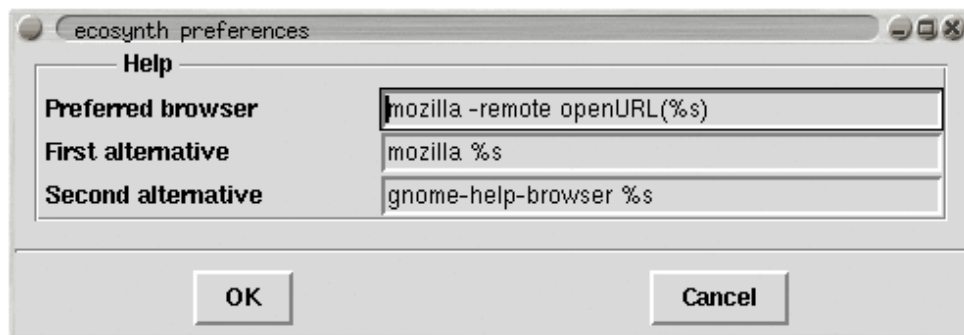 ecosynth preferences
Help
Preferred browser mozilla -remote openURL(%s)
First alternative mozilla %s
Second alternative gnome-help-browser %s
OK Cancel